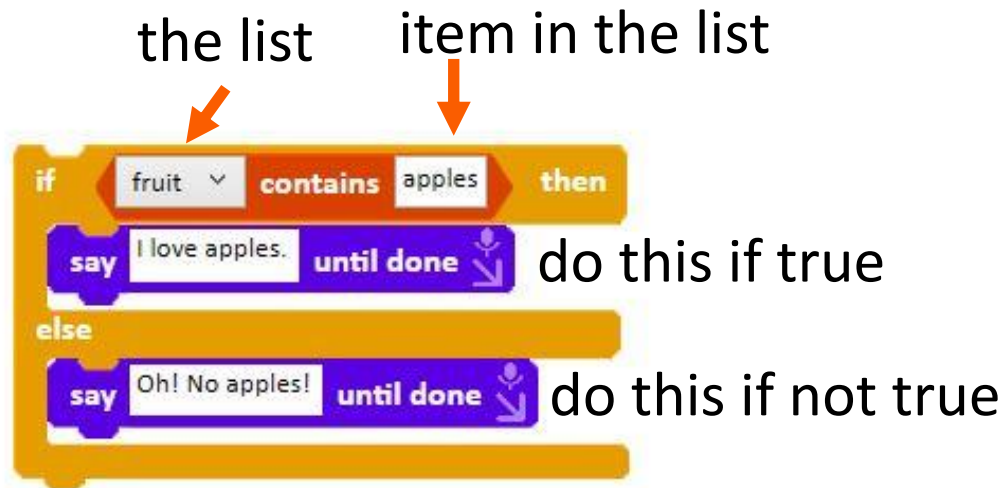 the list
item in the list
if fruit contains apples then
say I love apples. until done do this if true
else
say Oh! No apples! until done do this if not true